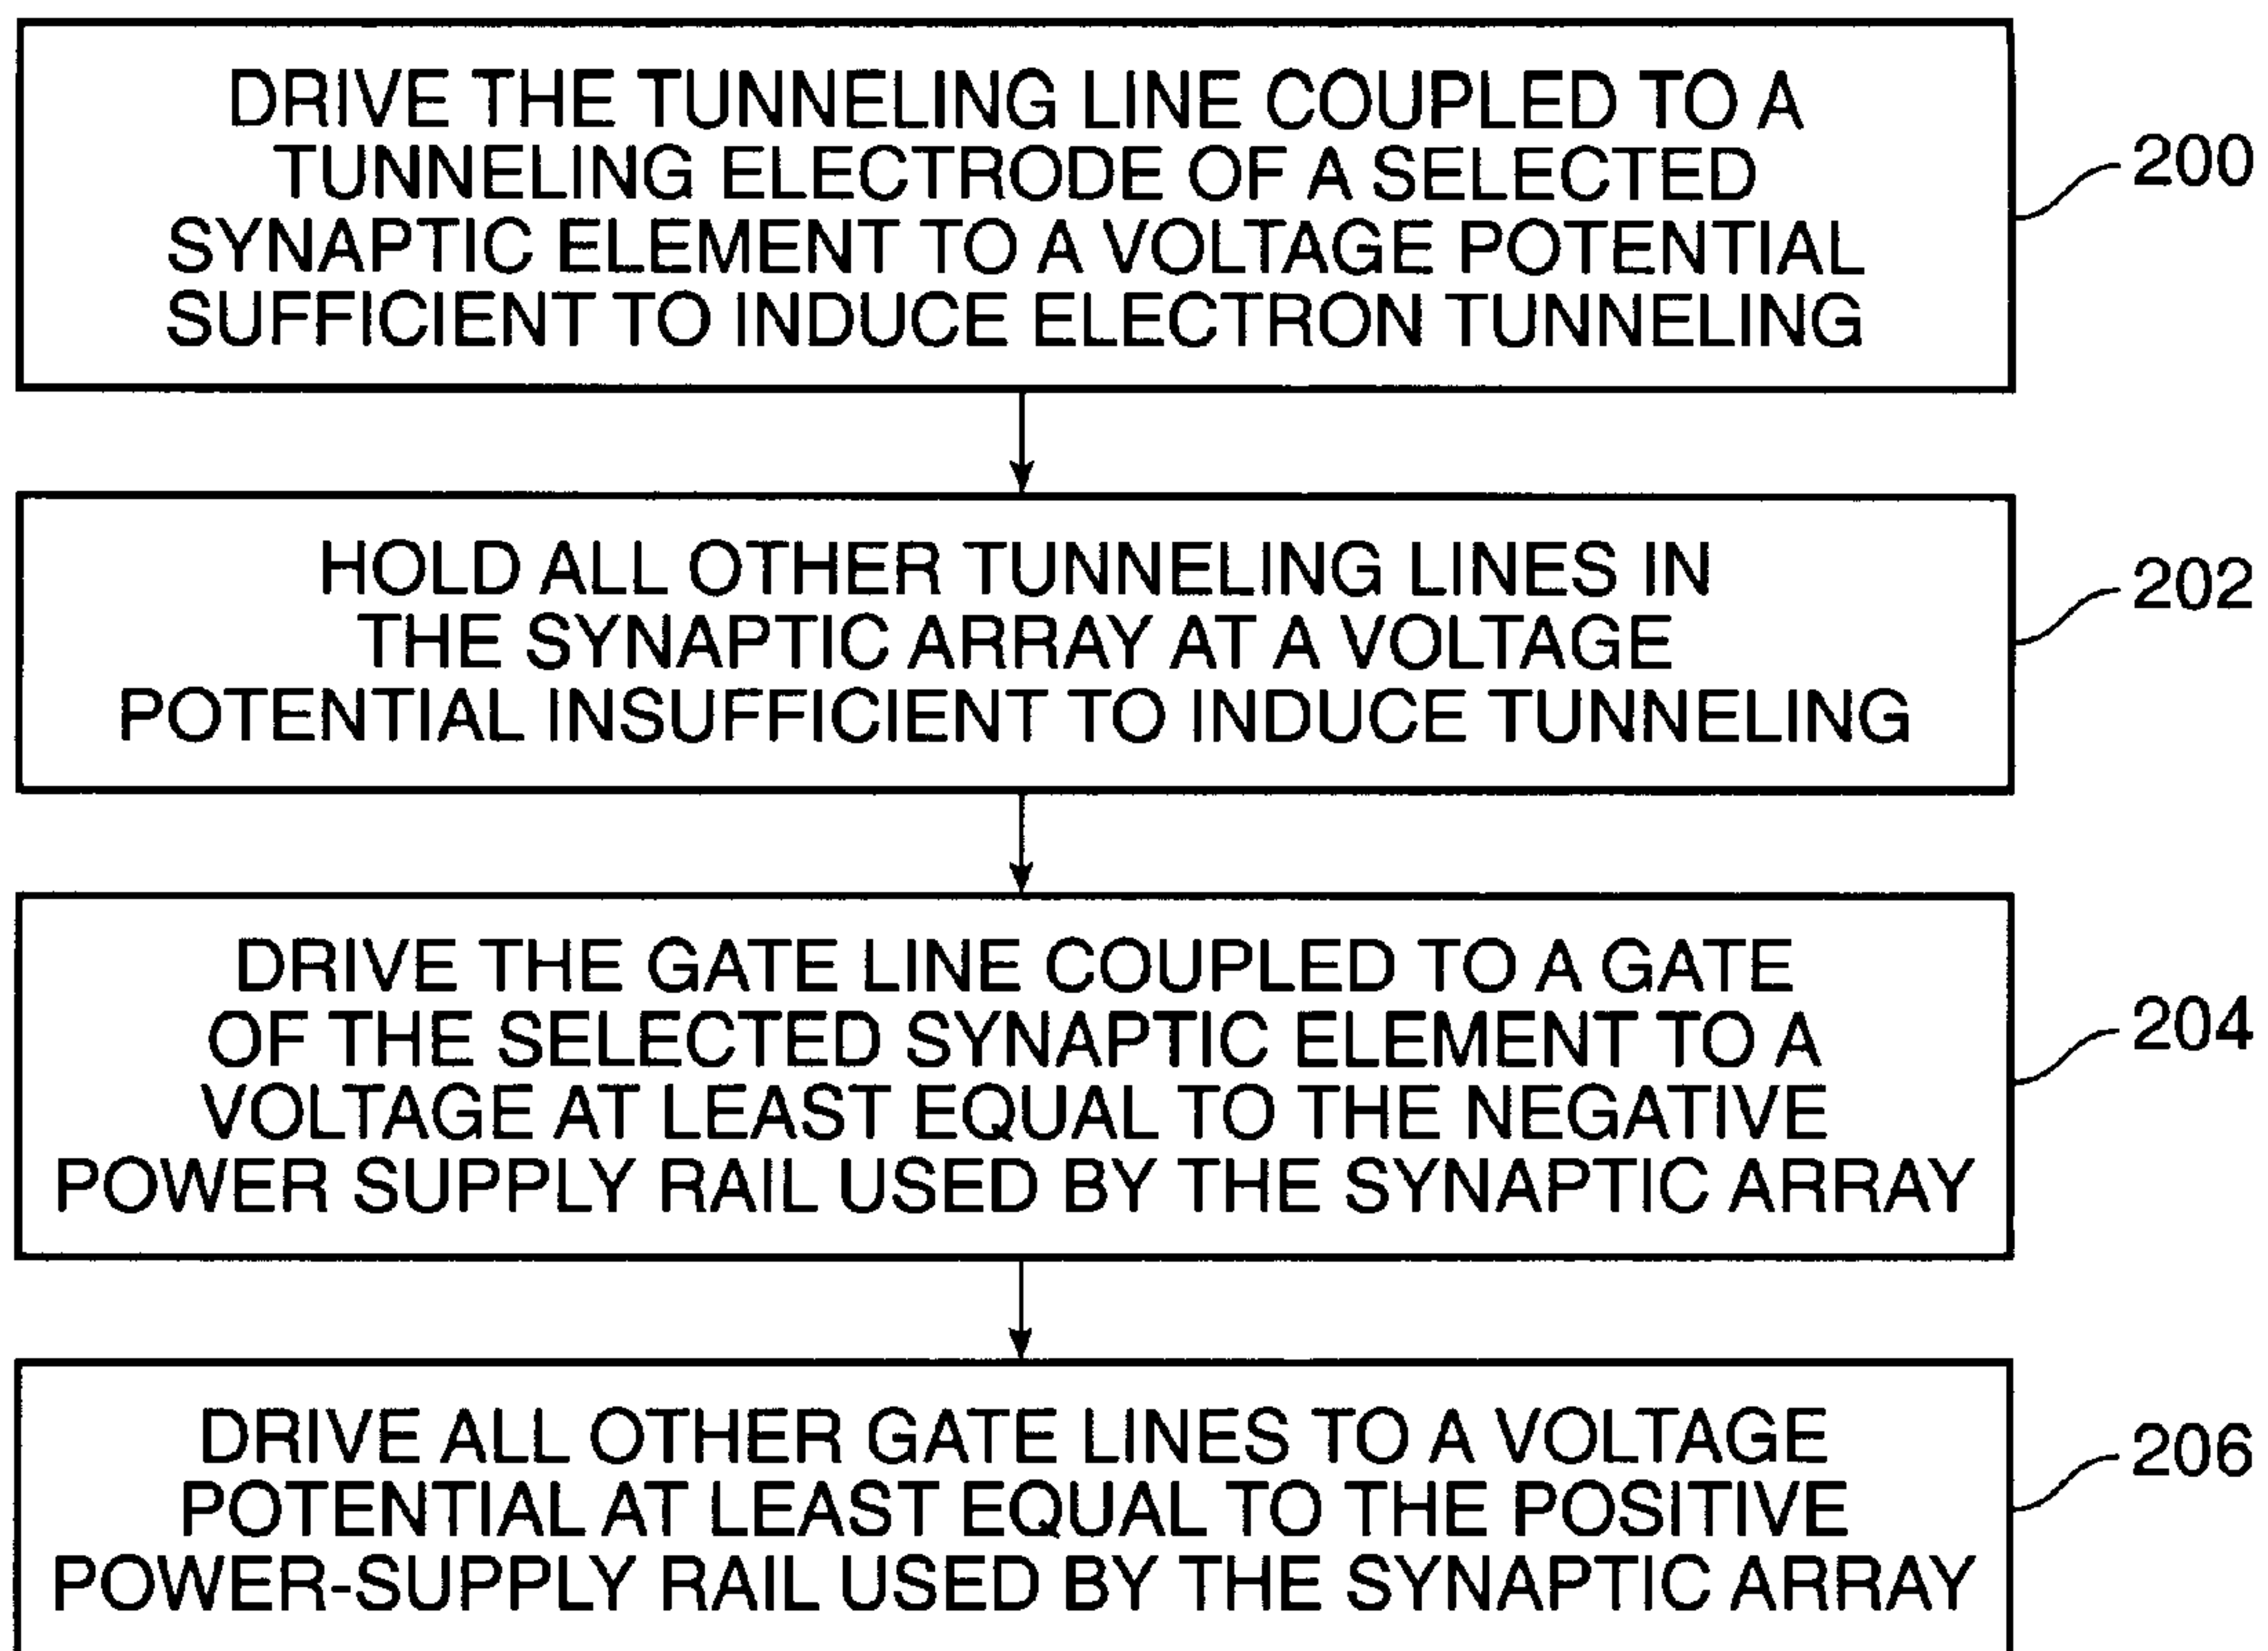 DRIVE THE TUNNELING LINE COUPLED TO A
TUNNELING ELECTRODE OF A SELECTED
SYNAPTIC ELEMENT TO A VOLTAGE POTENTIAL
SUFFICIENT TO INDUCE ELECTRON TUNNELING
200
HOLD ALL OTHER TUNNELING LINES IN
THE SYNAPTIC ARRAY AT A VOLTAGE
POTENTIAL INSUFFICIENT TO INDUCE TUNNELING
202
DRIVE THE GATE LINE COUPLED TO A GATE
OF THE SELECTED SYNAPTIC ELEMENT TO A
VOLTAGE AT LEAST EQUAL TO THE NEGATIVE
POWER SUPPLY RAIL USED BY THE SYNAPTIC ARRAY
204
DRIVE ALL OTHER GATE LINES TO A VOLTAGE
POTENTIAL AT LEAST EQUAL TO THE POSITIVE
POWER-SUPPLY RAIL USED BY THE SYNAPTIC ARRAY
206